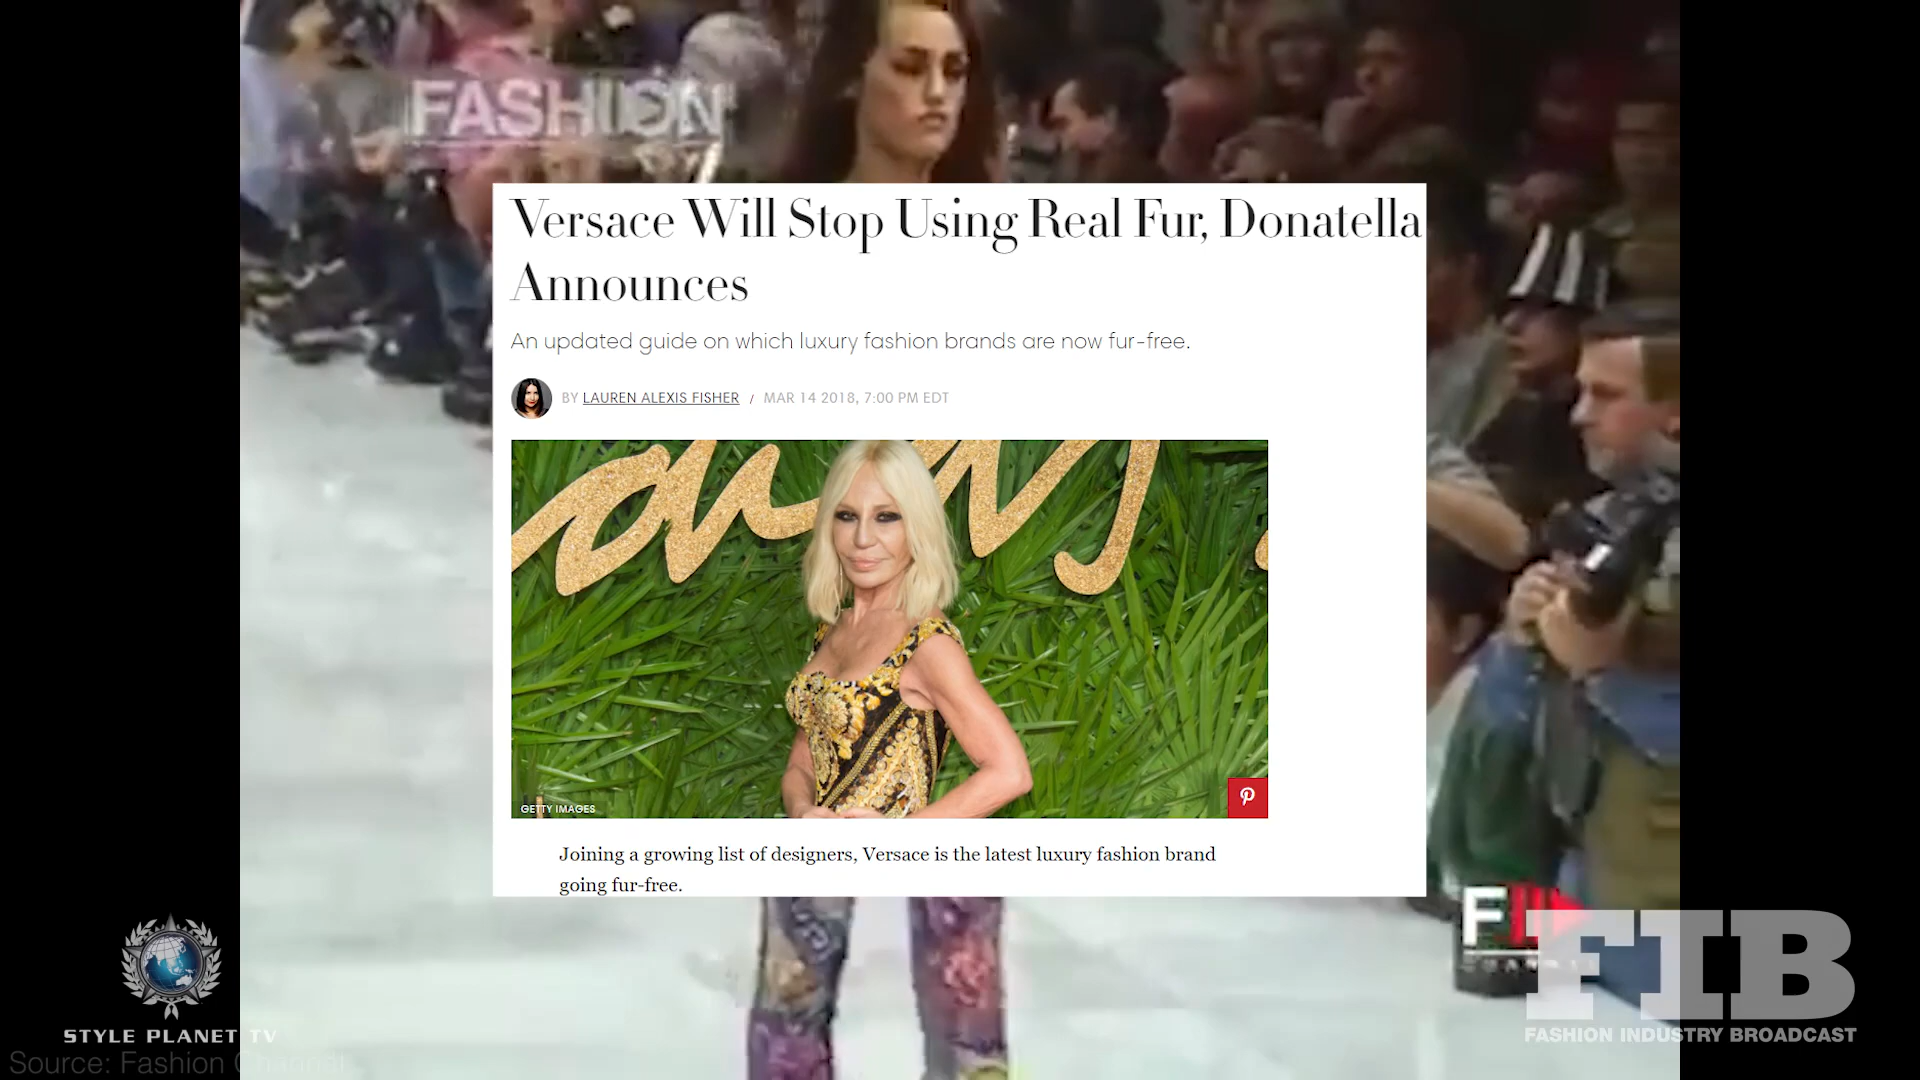 FASHION
TV
Versace Will Stop Using Real Fur, Donatella
Announces
An updated guide on which luxury fashion brands are now fur-free.
BY LAUREN ALEXIS FISHER / MAR 14 2018, 7:00 PM EDT
GETTY IMAGES
Joining a growing list of designers, Versace is the latest luxury fashion brand
going fur-free.
STYLE PLANET TV
Source: Fashion Channel
F
FIB
FASHION INDUSTRY BROADCAST